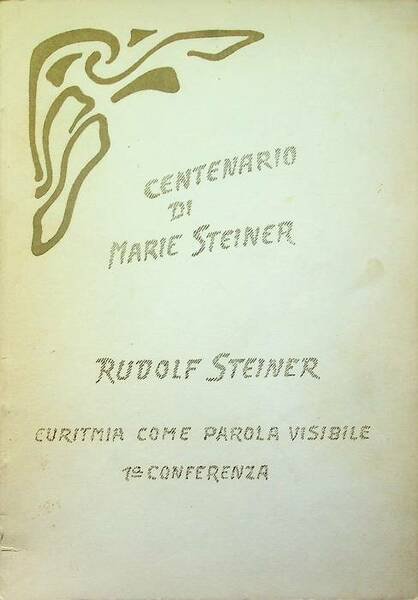 CENTENARIO
DI
MARIE STEINER
RUDOLF STEINER
EURITMIA COME PAROLA VISIBILE
1ª CONFERENZA